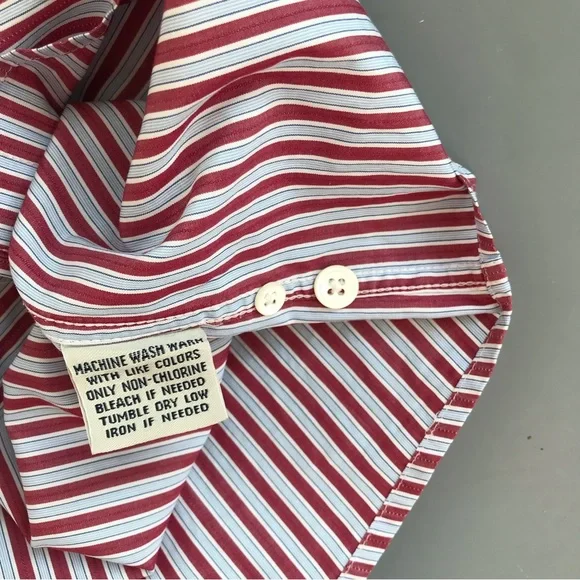 MACHINE WASH WARM
WITH LIKE COLORS
ONLY NON-CHLORINE
BLEACH IF NEEDED
TUMBLE DRY LOW
IRON IF NEEDED